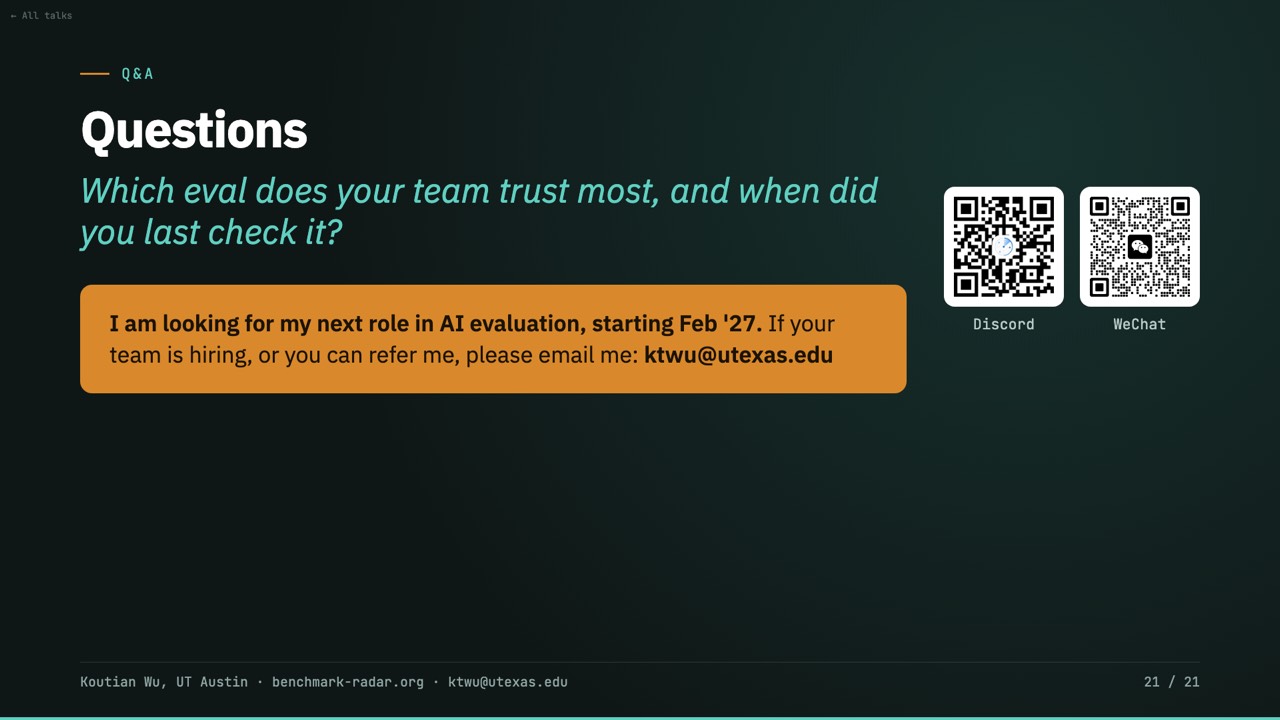 ← All talks
Q&A
Questions
Which eval does your team trust most, and when did
you last check it?
I am looking for my next role in AI evaluation, starting Feb '27. If your
team is hiring, or you can refer me, please email me: ktwu@utexas.edu
Discord
WeChat
Koutian Wu, UT Austin · benchmark-radar.org · ktwu@utexas.edu
21 / 21